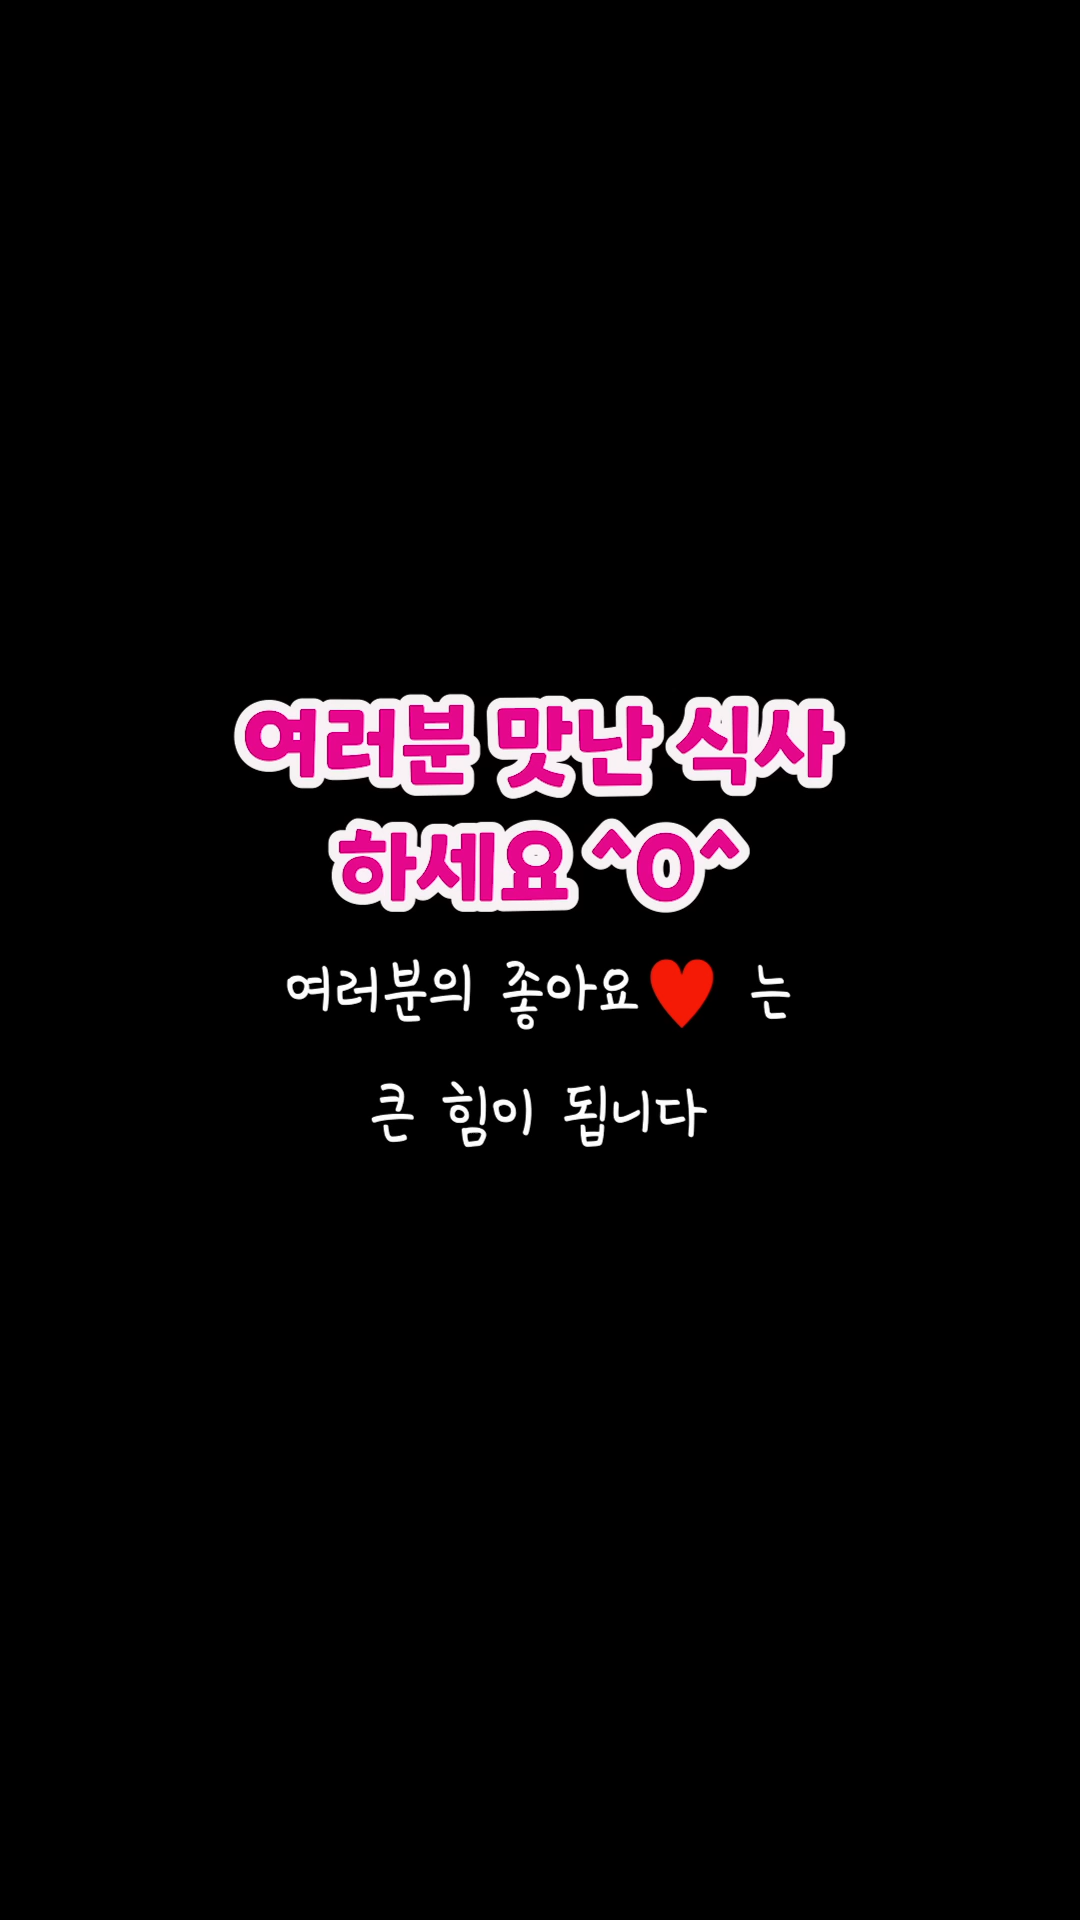 여러분 맛난 식사
하세요 ^0^
여러분의 좋아요♥ 는
큰 힘이 됩니다